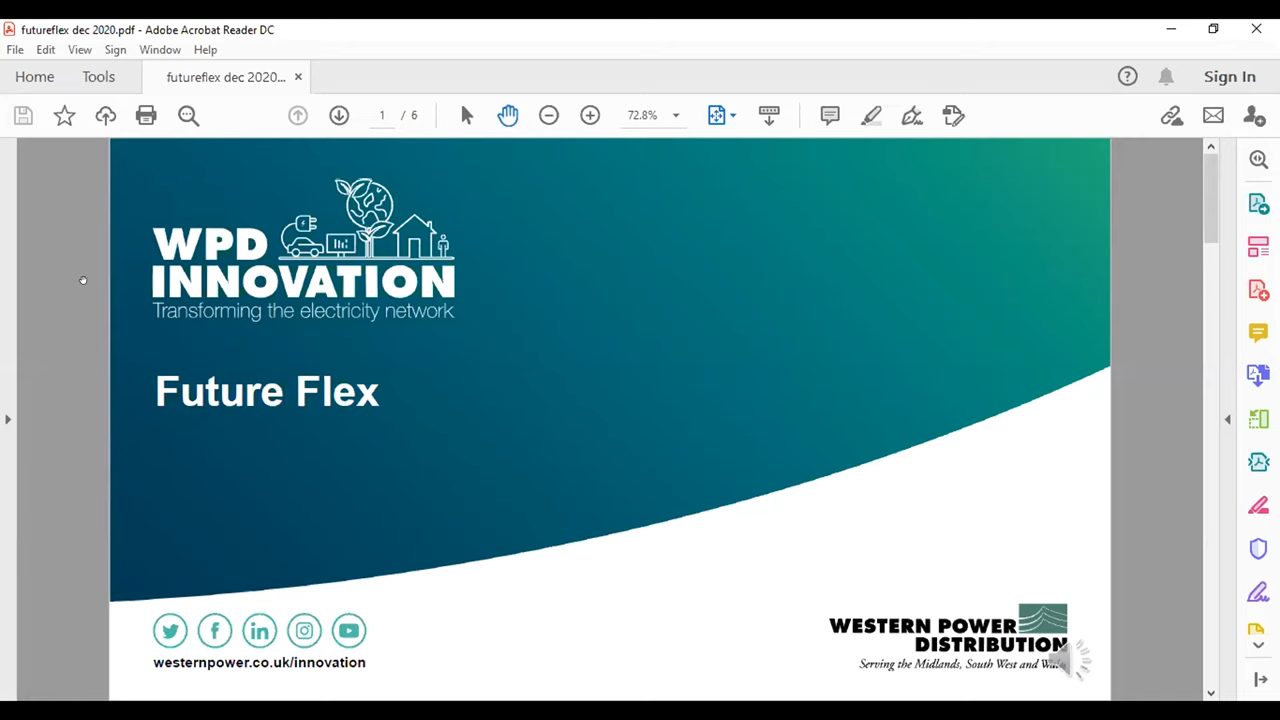 futureflex dec 2020.pdf - Adobe Acrobat Reader DC
File Edit View Sign Window Help
Home Tools futureflex dec 2020... × Sign In
1 / 6 72.8%
WPD
INNOVATION
Transforming the electricity network
Future Flex
WESTERN POWER
DISTRIBUTION
Serving the Midlands, South West and
westernpower.co.uk/innovation